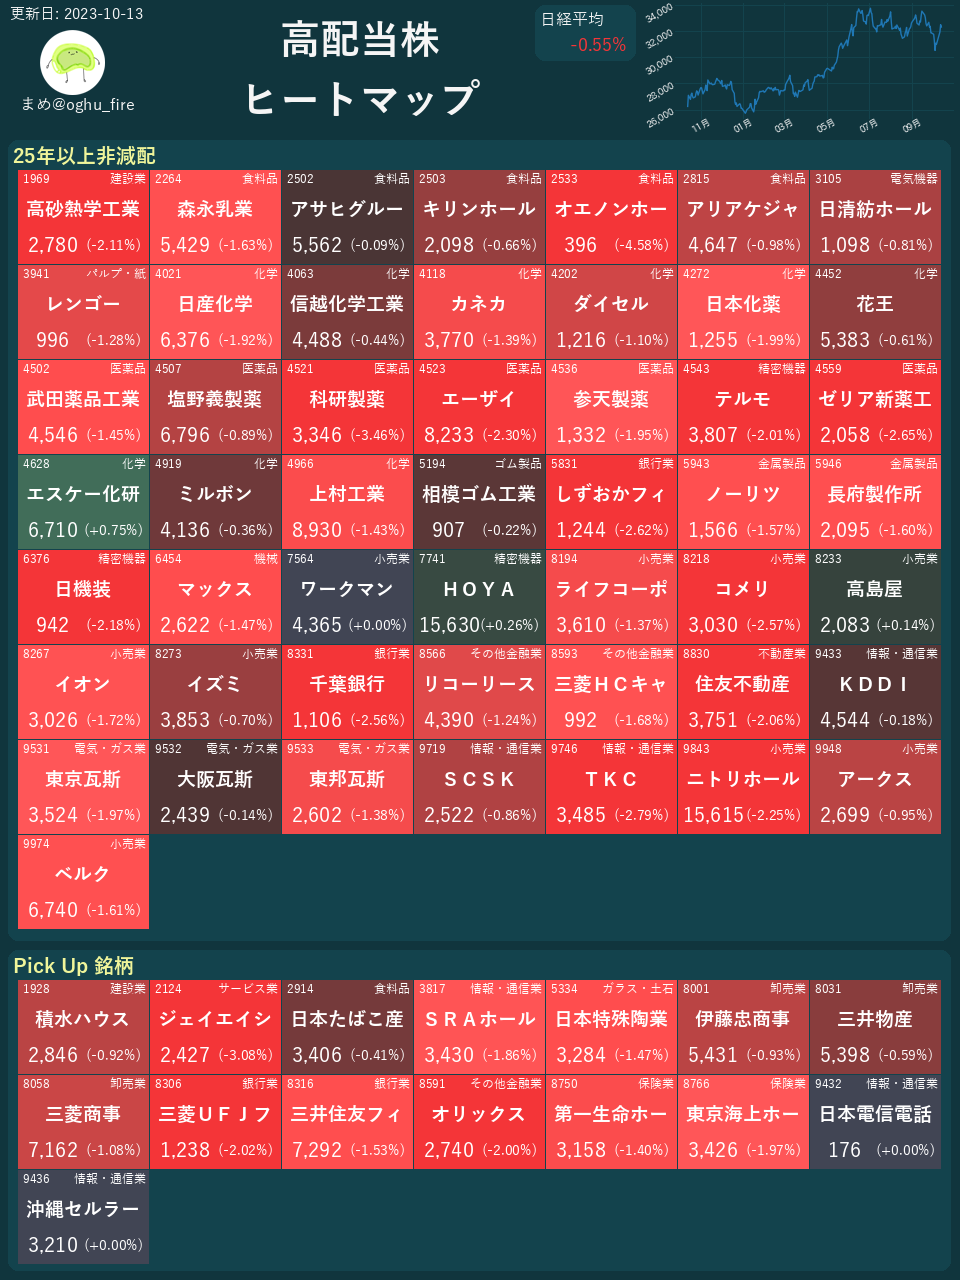 更新日: 2023-10-13
まめ@oghu_fire
高配当株
ヒートマップ
日経平均
-0.55%
34,000
32,000
30,000
28,000
26,000
11月 01月 03月 05月 07月 09月
25年以上非減配
1969 建設業 2264 食料品 2502 食料品 2503 食料品 2533 食料品 2815 食料品 3105 電気機器
高砂熱学工業 森永乳業 アサヒグルー キリンホール オエノンホー アリアケジャ 日清紡ホール
2,780 (-2.11%) 5,429 (-1.63%) 5,562 (-0.09%) 2,098 (-0.66%) 396 (-4.58%) 4,647 (-0.98%) 1,098 (-0.81%)
3941 パルプ・紙 4021 化学 4063 化学 4118 化学 4202 化学 4272 化学 4452 化学
レンゴー 日産化学 信越化学工業 カネカ ダイセル 日本化薬 花王
996 (-1.28%) 6,376 (-1.92%) 4,488 (-0.44%) 3,770 (-1.39%) 1,216 (-1.10%) 1,255 (-1.99%) 5,383 (-0.61%)
4502 医薬品 4507 医薬品 4521 医薬品 4523 医薬品 4536 医薬品 4543 精密機器 4559 医薬品
武田薬品工業 塩野義製薬 科研製薬 エーザイ 参天製薬 テルモ ゼリア新薬工
4,546 (-1.45%) 6,796 (-0.89%) 3,346 (-3.46%) 8,233 (-2.30%) 1,332 (-1.95%) 3,807 (-2.01%) 2,058 (-2.65%)
4628 化学 4919 化学 4966 化学 5194 ゴム製品 5831 銀行業 5943 金属製品 5946 金属製品
エスケー化研 ミルボン 上村工業 相模ゴム工業 しずおかフィ ノーリツ 長府製作所
6,710 (+0.75%) 4,136 (-0.36%) 8,930 (-1.43%) 907 (-0.22%) 1,244 (-2.62%) 1,566 (-1.57%) 2,095 (-1.60%)
6376 精密機器 6454 機械 7564 小売業 7741 精密機器 8194 小売業 8218 小売業 8233 小売業
日機装 マックス ワークマン ＨＯＹＡ ライフコーポ コメリ 高島屋
942 (-2.18%) 2,622 (-1.47%) 4,365 (+0.00%) 15,630(+0.26%) 3,610 (-1.37%) 3,030 (-2.57%) 2,083 (+0.14%)
8267 小売業 8273 小売業 8331 銀行業 8566 その他金融業 8593 その他金融業 8830 不動産業 9433 情報・通信業
イオン イズミ 千葉銀行 リコーリース 三菱ＨＣキャ 住友不動産 ＫＤＤＩ
3,026 (-1.72%) 3,853 (-0.70%) 1,106 (-2.56%) 4,390 (-1.24%) 992 (-1.68%) 3,751 (-2.06%) 4,544 (-0.18%)
9531 電気・ガス業 9532 電気・ガス業 9533 電気・ガス業 9719 情報・通信業 9746 情報・通信業 9843 小売業 9948 小売業
東京瓦斯 大阪瓦斯 東邦瓦斯 ＳＣＳＫ ＴＫＣ ニトリホール アークス
3,524 (-1.97%) 2,439 (-0.14%) 2,602 (-1.38%) 2,522 (-0.86%) 3,485 (-2.79%) 15,615(-2.25%) 2,699 (-0.95%)
9974 小売業
ベルク
6,740 (-1.61%)
Pick Up 銘柄
1928 建設業 2124 サービス業 2914 食料品 3817 情報・通信業 5334 ガラス・土石 8001 卸売業 8031 卸売業
積水ハウス ジェイエイシ 日本たばこ産 ＳＲＡホール 日本特殊陶業 伊藤忠商事 三井物産
2,846 (-0.92%) 2,427 (-3.08%) 3,406 (-0.41%) 3,430 (-1.86%) 3,284 (-1.47%) 5,431 (-0.93%) 5,398 (-0.59%)
8058 卸売業 8306 銀行業 8316 銀行業 8591 その他金融業 8750 保険業 8766 保険業 9432 情報・通信業
三菱商事 三菱ＵＦＪフ 三井住友フィ オリックス 第一生命ホー 東京海上ホー 日本電信電話
7,162 (-1.08%) 1,238 (-2.02%) 7,292 (-1.53%) 2,740 (-2.00%) 3,158 (-1.40%) 3,426 (-1.97%) 176 (+0.00%)
9436 情報・通信業
沖縄セルラー
3,210 (+0.00%)